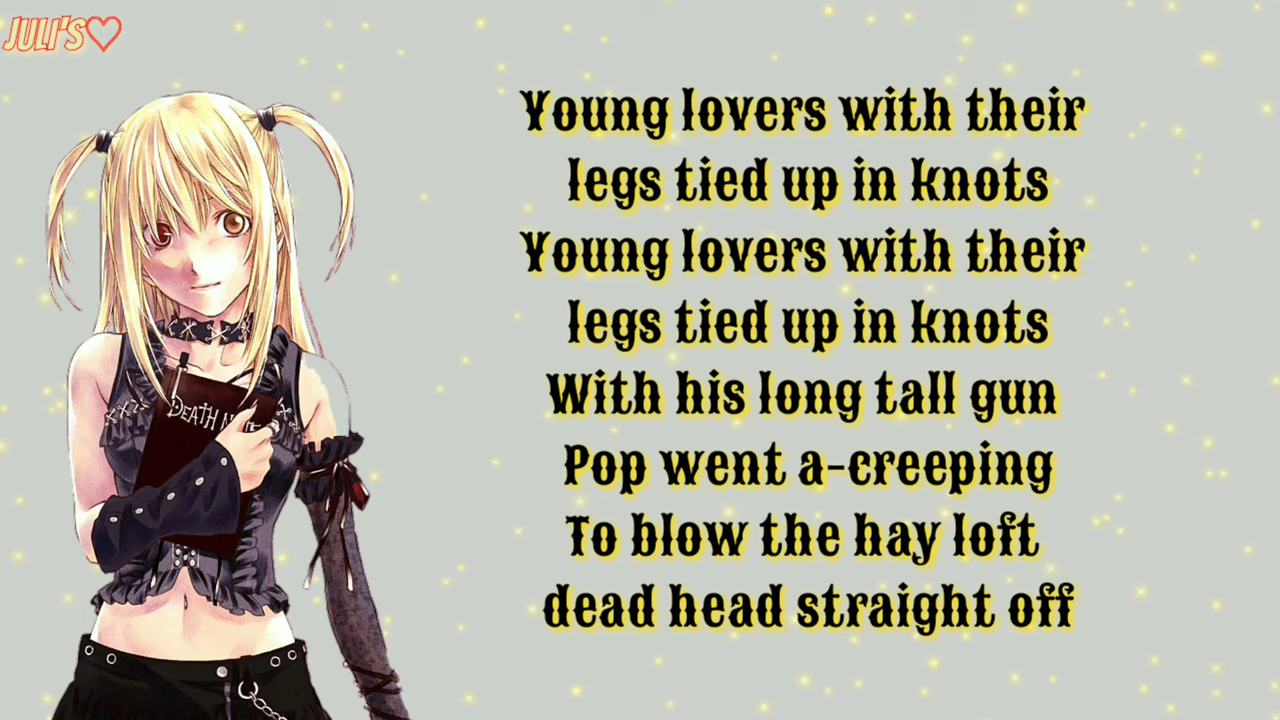 JULI'S♡
Young lovers with their
legs tied up in knots
Young lovers with their
legs tied up in knots
With his long tall gun
Pop went a-creeping
To blow the hay loft
dead head straight off
DEATH